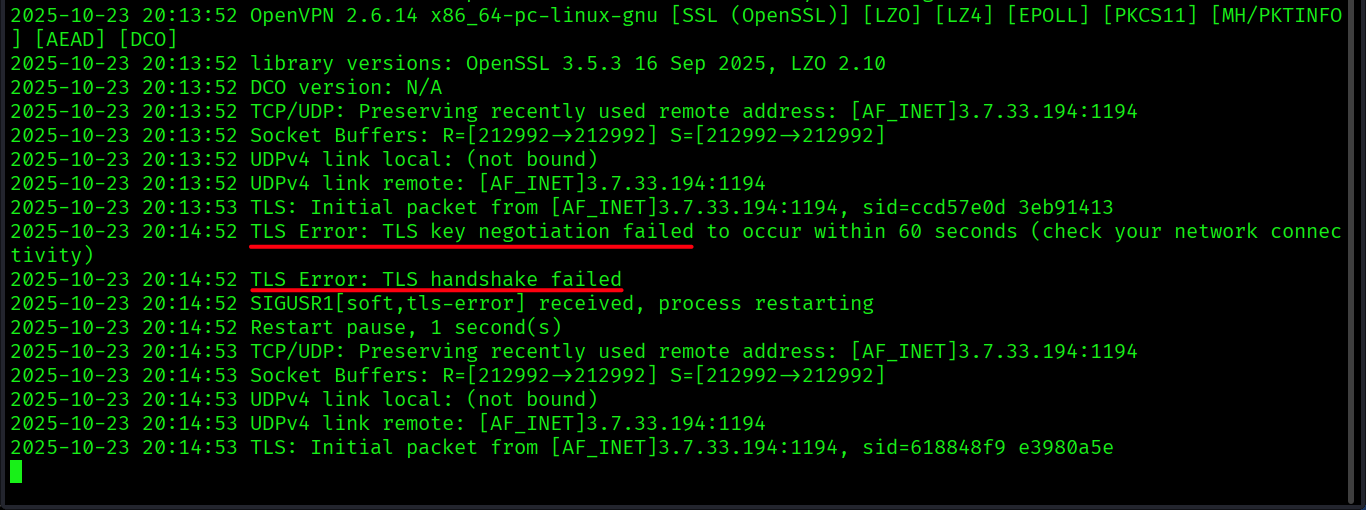 2025-10-23 20:13:52 OpenVPN 2.6.14 x86_64-pc-linux-gnu [SSL (OpenSSL)] [LZO] [LZ4] [EPOLL] [PKCS11] [MH/PKTINFO
] [AEAD] [DCO]
2025-10-23 20:13:52 library versions: OpenSSL 3.5.3 16 Sep 2025, LZO 2.10
2025-10-23 20:13:52 DCO version: N/A
2025-10-23 20:13:52 TCP/UDP: Preserving recently used remote address: [AF_INET]3.7.33.194:1194
2025-10-23 20:13:52 Socket Buffers: R=[212992->212992] S=[212992->212992]
2025-10-23 20:13:52 UDPv4 link local: (not bound)
2025-10-23 20:13:52 UDPv4 link remote: [AF_INET]3.7.33.194:1194
2025-10-23 20:13:53 TLS: Initial packet from [AF_INET]3.7.33.194:1194, sid=ccd57e0d 3eb91413
2025-10-23 20:14:52 TLS Error: TLS key negotiation failed to occur within 60 seconds (check your network connec
tivity)
2025-10-23 20:14:52 TLS Error: TLS handshake failed
2025-10-23 20:14:52 SIGUSR1[soft,tls-error] received, process restarting
2025-10-23 20:14:52 Restart pause, 1 second(s)
2025-10-23 20:14:53 TCP/UDP: Preserving recently used remote address: [AF_INET]3.7.33.194:1194
2025-10-23 20:14:53 Socket Buffers: R=[212992->212992] S=[212992->212992]
2025-10-23 20:14:53 UDPv4 link local: (not bound)
2025-10-23 20:14:53 UDPv4 link remote: [AF_INET]3.7.33.194:1194
2025-10-23 20:14:53 TLS: Initial packet from [AF_INET]3.7.33.194:1194, sid=618848f9 e3980a5e